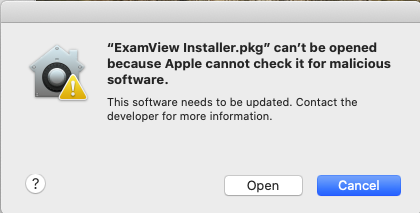 “ExamView Installer.pkg” can’t be opened
because Apple cannot check it for malicious
software.
This software needs to be updated. Contact the
developer for more information.
?
Open
Cancel